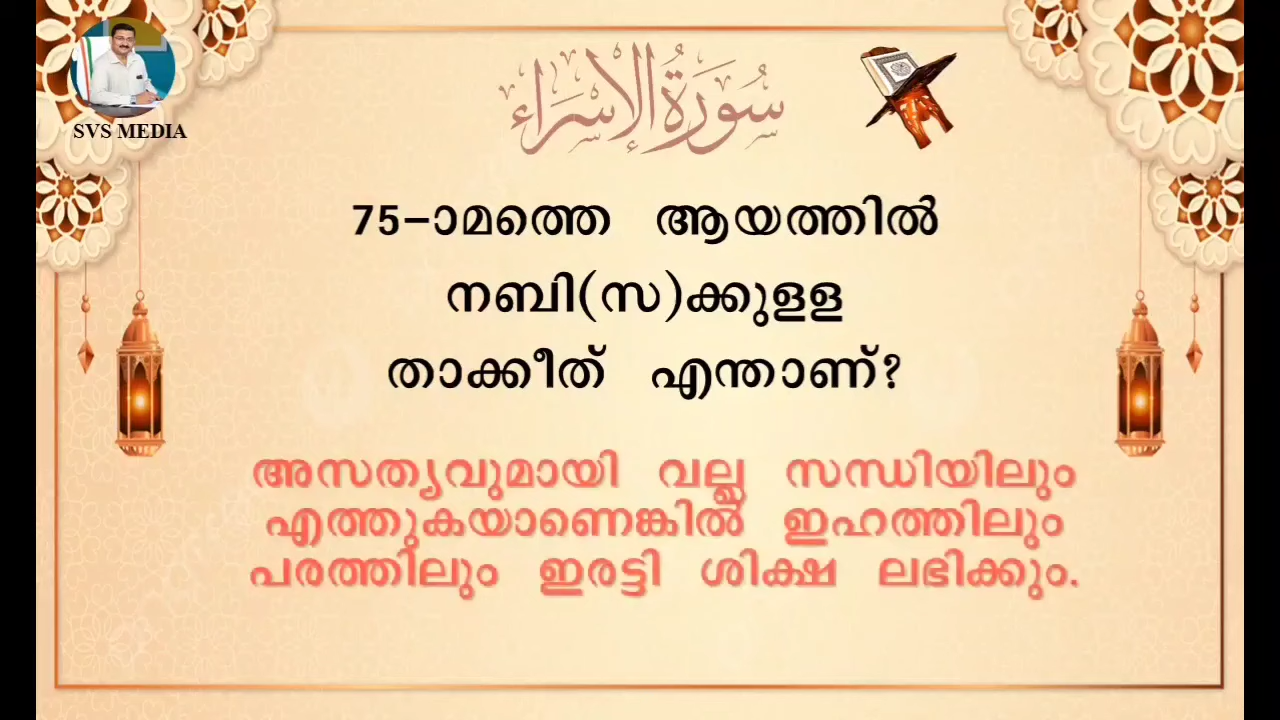 SVS MEDIA
سُورَةُ الإِسْرَاء
75-ാമത്തെ ആയത്തിൽ
നബി(സ)ക്കുളള
താക്കീത് എന്താണ്?
അസത്യവുമായി വല്ല സന്ധിയിലും
എത്തുകയാണെങ്കിൽ ഇഹത്തിലും
പരത്തിലും ഇരട്ടി ശിക്ഷ ലഭിക്കും.